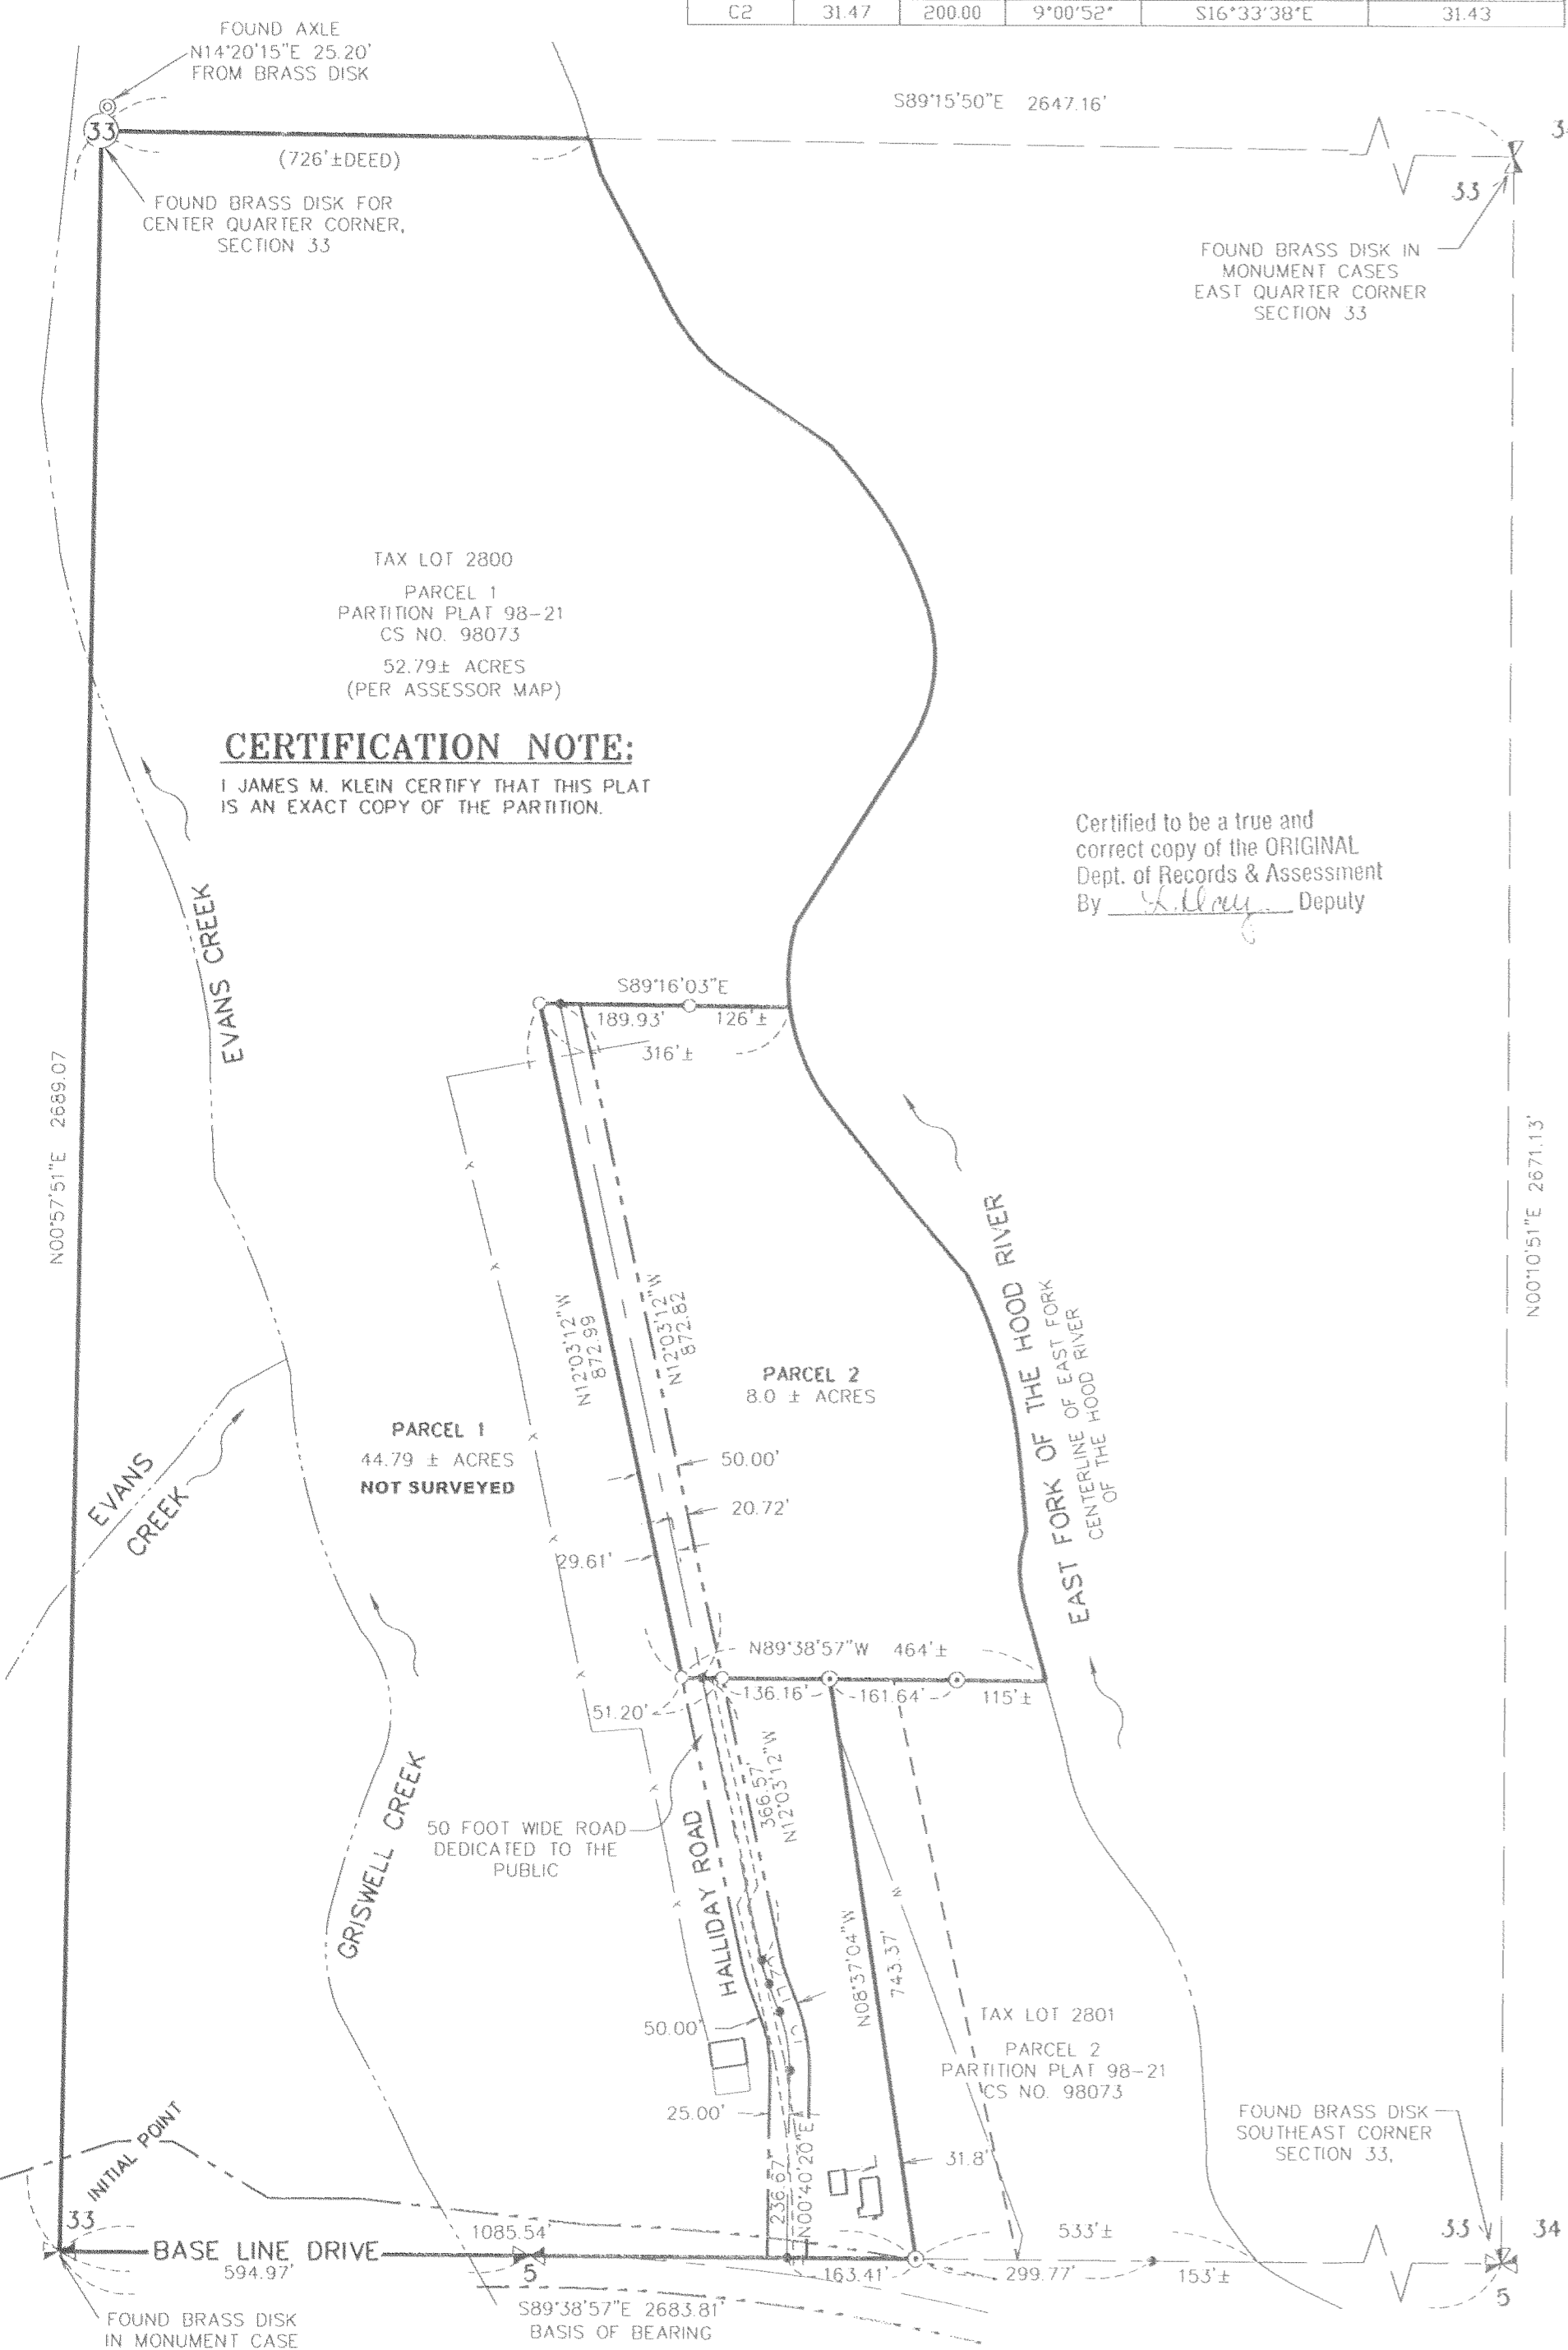 C2 31.47 200.00 9°00'52" S16°33'38"E 31.43
FOUND AXLE
N14°20'15"E 25.20'
FROM BRASS DISK
S89°15'50"E 2647.16'
33
(726'±DEED)
33
FOUND BRASS DISK FOR
CENTER QUARTER CORNER,
SECTION 33
FOUND BRASS DISK IN
MONUMENT CASES
EAST QUARTER CORNER
SECTION 33
TAX LOT 2800
PARCEL 1
PARTITION PLAT 98-21
CS NO. 98073
52.79± ACRES
(PER ASSESSOR MAP)
CERTIFICATION NOTE:
I JAMES M. KLEIN CERTIFY THAT THIS PLAT
IS AN EXACT COPY OF THE PARTITION.
Certified to be a true and
correct copy of the ORIGINAL
Dept. of Records & Assessment
By Deputy
EVANS CREEK
S89°16'03"E
189.93' 126'±
316'±
N00°57'51"E 2689.07
N00°10'51"E 2671.13'
N12°03'12"W
872.99
N12°03'12"W
872.82
PARCEL 2
8.0 ± ACRES
EAST FORK OF THE HOOD RIVER
CENTERLINE OF EAST FORK
OF THE HOOD RIVER
PARCEL 1
44.79 ± ACRES
NOT SURVEYED
50.00'
20.72'
29.61'
EVANS
CREEK
N89°38'57"W 464'±
51.20' 136.16' 161.64' 115'±
366.57'
N12°03'12"W
50 FOOT WIDE ROAD
DEDICATED TO THE
PUBLIC
GRISWELL CREEK
HALLIDAY ROAD
N08°37'04"W
743.37'
50.00'
TAX LOT 2801
PARCEL 2
PARTITION PLAT 98-21
CS NO. 98073
25.00'
236.67'
N00°40'20"E
31.8'
FOUND BRASS DISK
SOUTHEAST CORNER
SECTION 33,
INITIAL POINT
33
1085.54'
533'±
33 34
BASE LINE DRIVE
594.97'
5
163.41' 299.77' 153'±
5
S89°38'57"E 2683.81'
BASIS OF BEARING
FOUND BRASS DISK
IN MONUMENT CASE